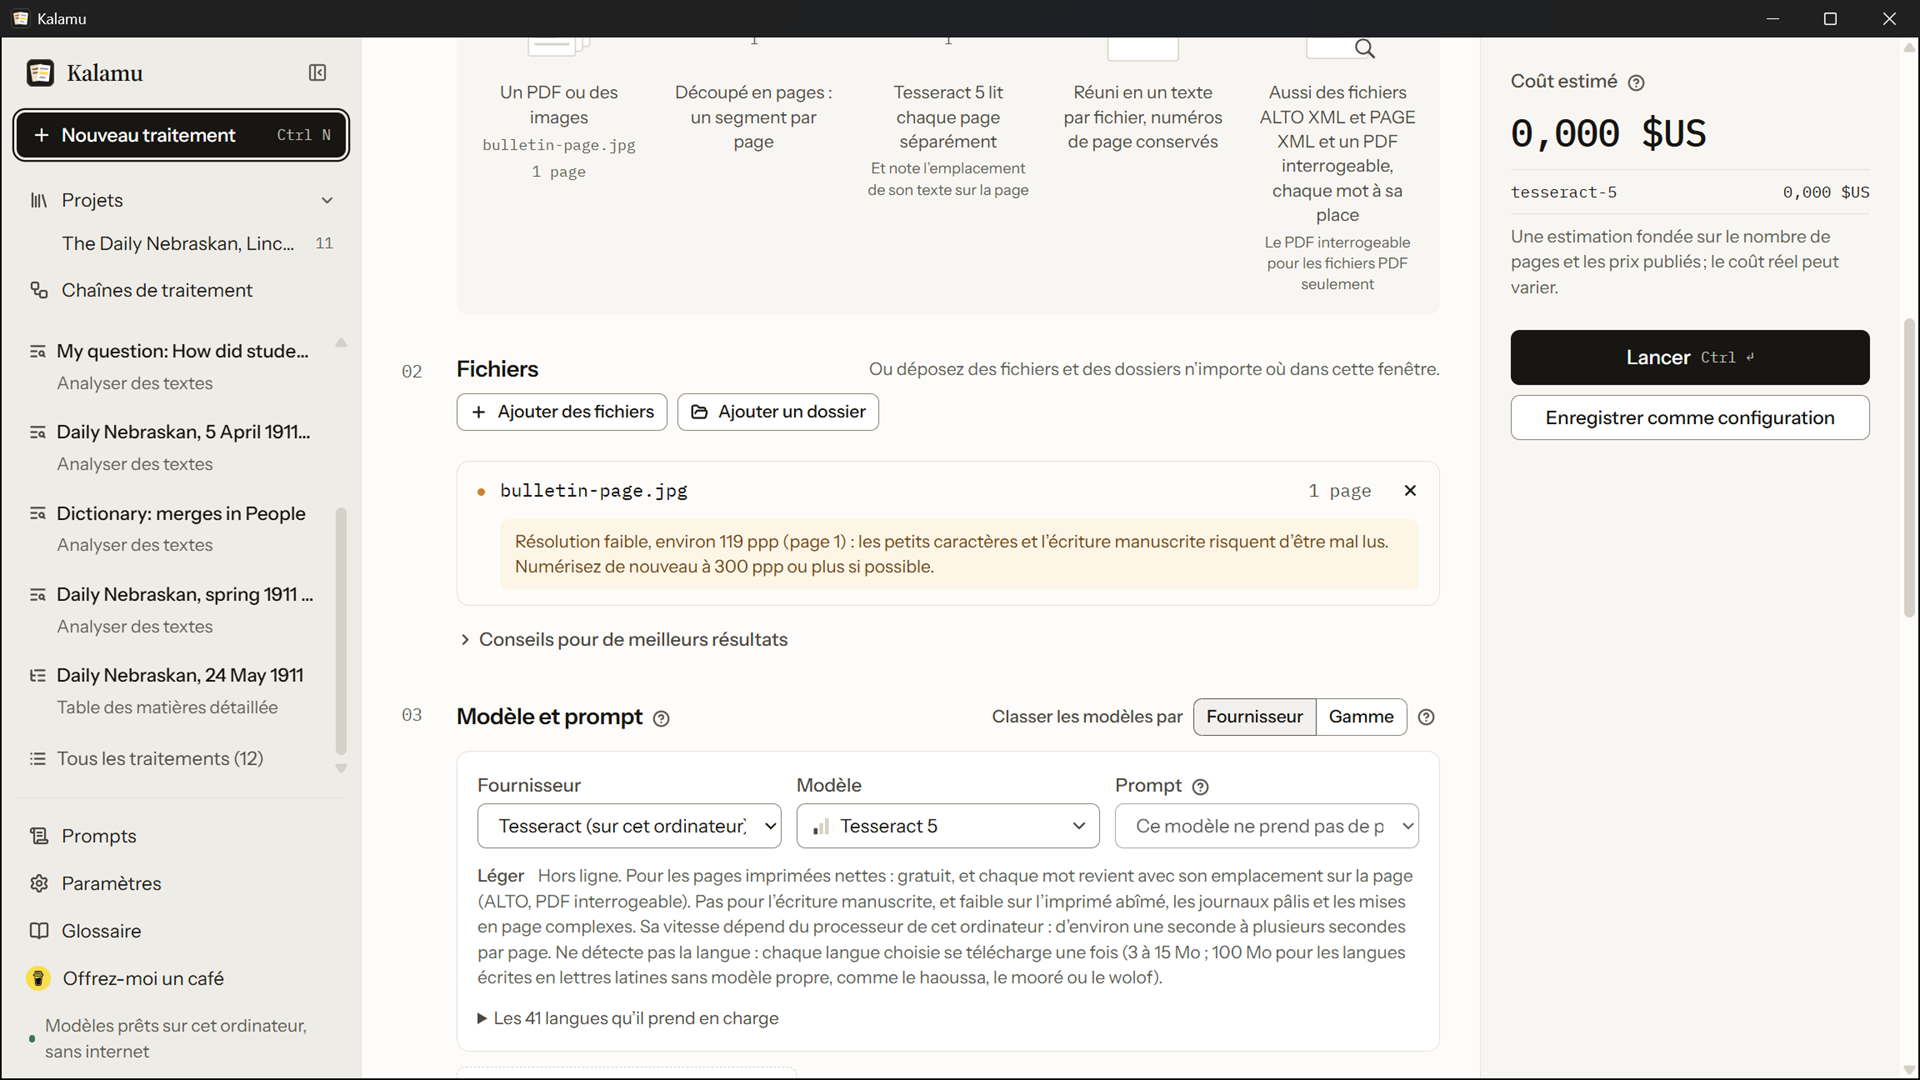 Kalamu
Kalamu
Nouveau traitement Ctrl N
Projets
The Daily Nebraskan, Linc... 11
Chaînes de traitement
My question: How did stude...
Analyser des textes
Daily Nebraskan, 5 April 1911...
Analyser des textes
Dictionary: merges in People
Analyser des textes
Daily Nebraskan, spring 1911 ...
Analyser des textes
Daily Nebraskan, 24 May 1911
Table des matières détaillée
Tous les traitements (12)
Prompts
Paramètres
Glossaire
Offrez-moi un café
Modèles prêts sur cet ordinateur,
sans internet
Un PDF ou des
images
bulletin-page.jpg
1 page
Découpé en pages :
un segment par
page
Tesseract 5 lit
chaque page
séparément
Et note l’emplacement
de son texte sur la page
Réuni en un texte
par fichier, numéros
de page conservés
Aussi des fichiers
ALTO XML et PAGE
XML et un PDF
interrogeable,
chaque mot à sa
place
Le PDF interrogeable
pour les fichiers PDF
seulement
02 Fichiers
Ou déposez des fichiers et des dossiers n’importe où dans cette fenêtre.
Ajouter des fichiers
Ajouter un dossier
bulletin-page.jpg 1 page
Résolution faible, environ 119 ppp (page 1) : les petits caractères et l’écriture manuscrite risquent d’être mal lus.
Numérisez de nouveau à 300 ppp ou plus si possible.
Conseils pour de meilleurs résultats
03 Modèle et prompt
Classer les modèles par Fournisseur Gamme
Fournisseur
Tesseract (sur cet ordinateur)
Modèle
Tesseract 5
Prompt
Ce modèle ne prend pas de p
Léger Hors ligne. Pour les pages imprimées nettes : gratuit, et chaque mot revient avec son emplacement sur la page
(ALTO, PDF interrogeable). Pas pour l’écriture manuscrite, et faible sur l’imprimé abîmé, les journaux pâlis et les mises
en page complexes. Sa vitesse dépend du processeur de cet ordinateur : d’environ une seconde à plusieurs secondes
par page. Ne détecte pas la langue : chaque langue choisie se télécharge une fois (3 à 15 Mo ; 100 Mo pour les langues
écrites en lettres latines sans modèle propre, comme le haoussa, le mooré ou le wolof).
Les 41 langues qu’il prend en charge
Coût estimé
0,000 $US
tesseract-5 0,000 $US
Une estimation fondée sur le nombre de
pages et les prix publiés ; le coût réel peut
varier.
Lancer Ctrl ↵
Enregistrer comme configuration